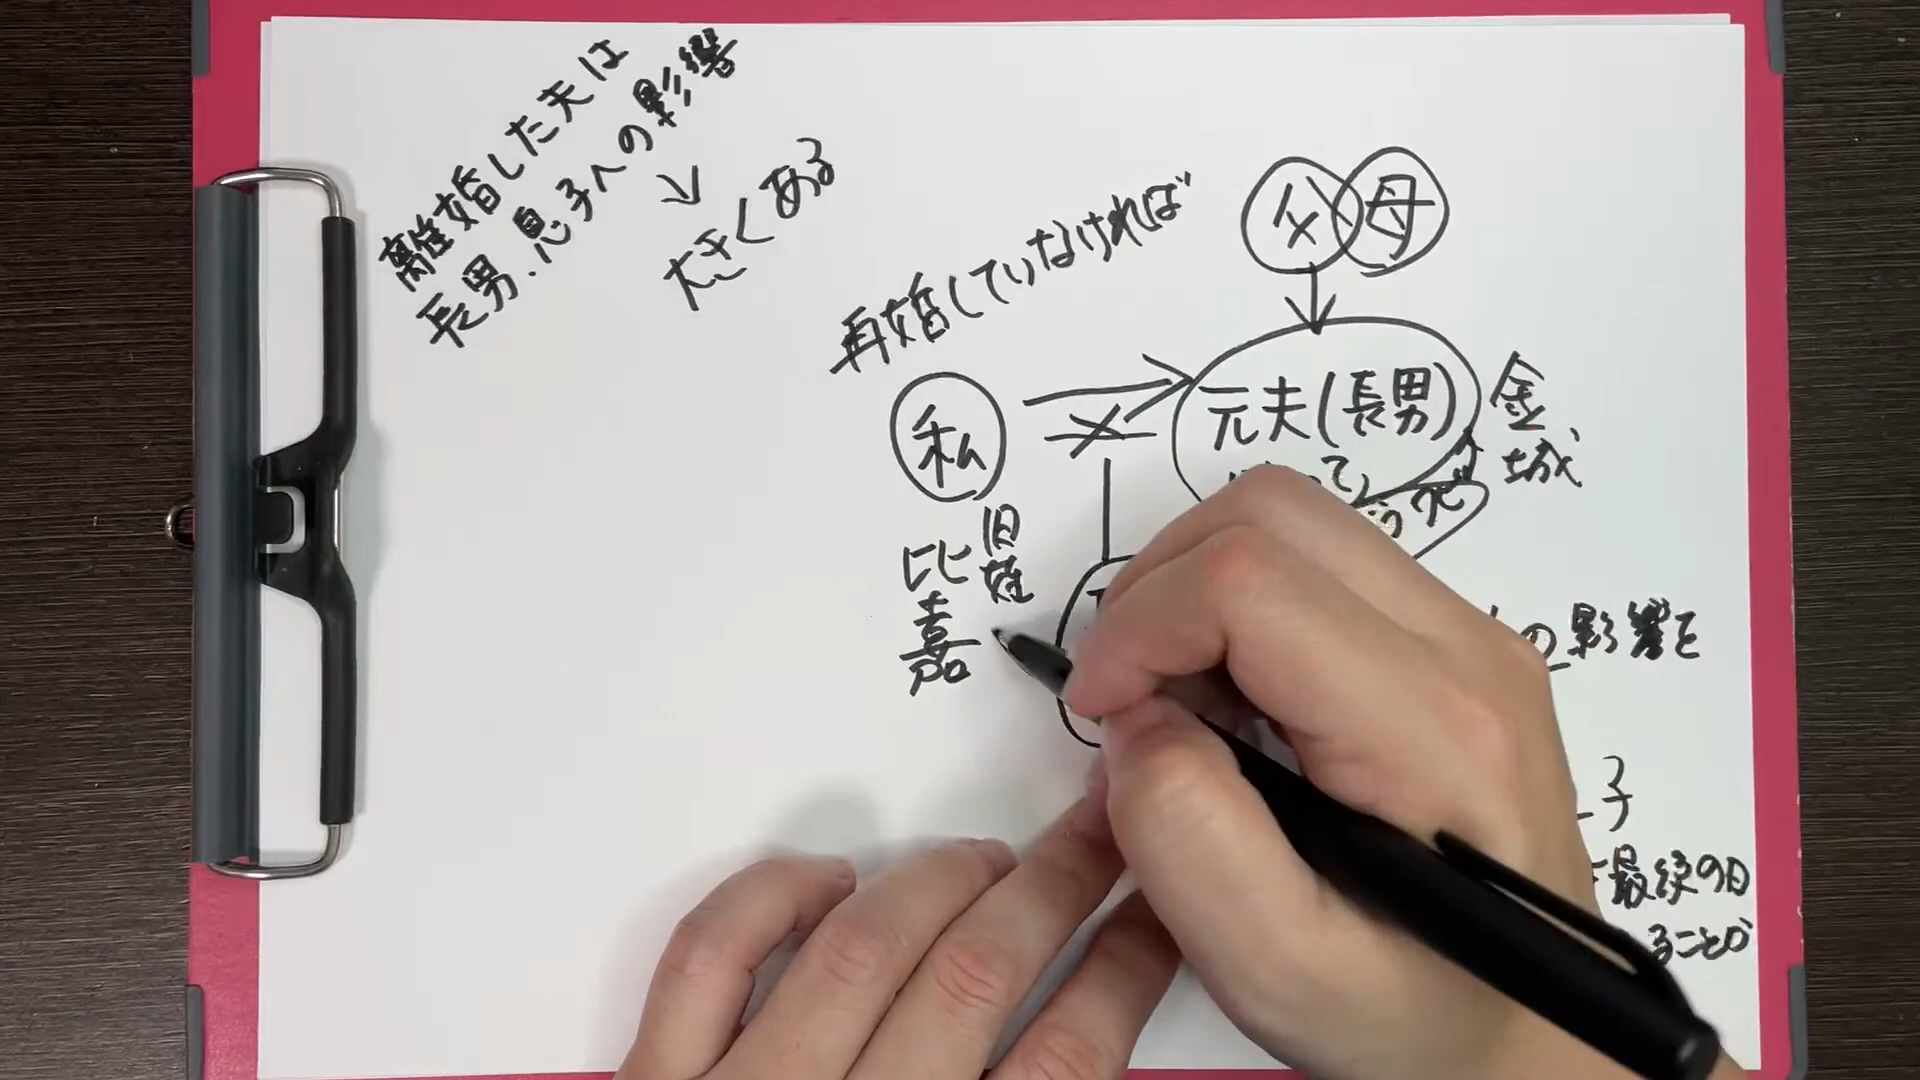 離婚した夫は
長男、息子への影響
↓
大きくある
再婚していなければ
父 母
私
元夫(長男)
金城
旧姓
比嘉
の影響を
子
最終の日
ることが